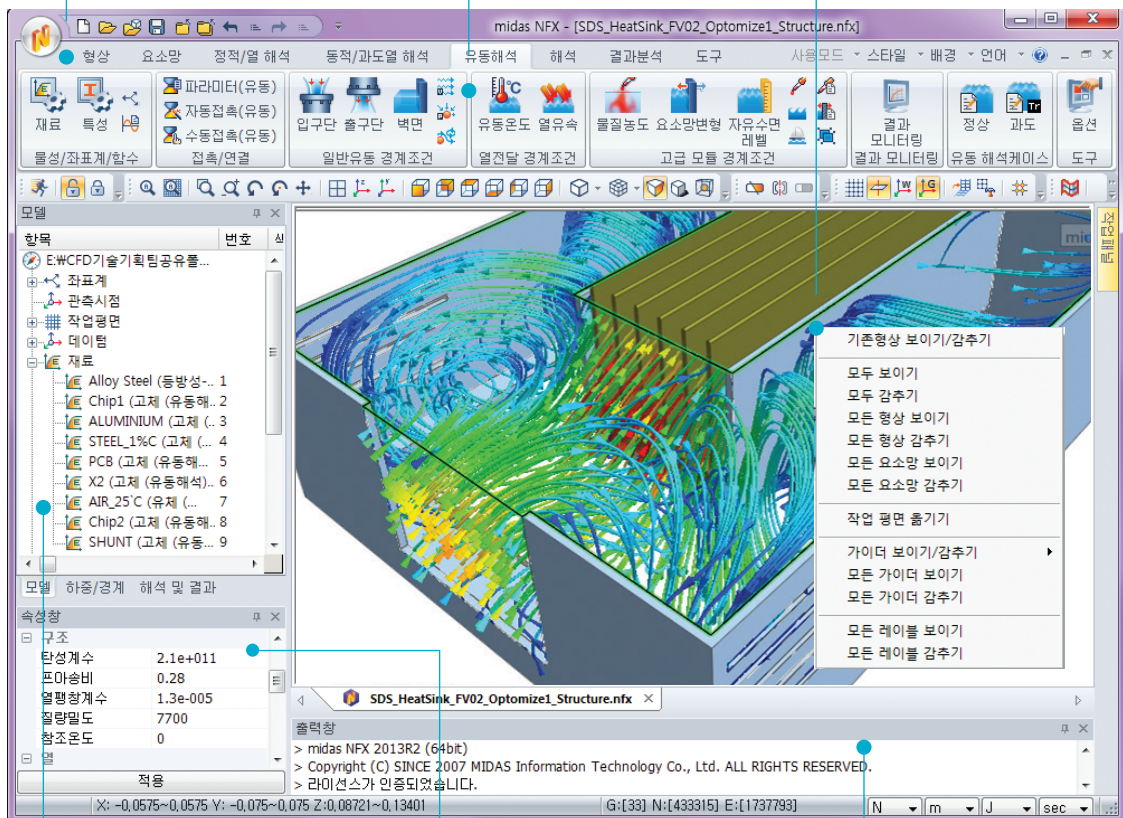 midas NFX - [SDS_HeatSink_FV02_Optomize1_Structure.nfx]
형상 요소망 정적/열 해석 동적/과도열 해석 유동해석 해석 결과분석 도구 사용모드 스타일 배경 언어
재료 특성
파라미터(유동)
자동접촉(유동)
수동접촉(유동)
입구단 출구단 벽면
유동온도 열유속
물질농도 요소망변형 자유수면 레벨
결과 모니터링
정상 과도
옵션
물성/좌표계/함수 접촉/연결 일반유동 경계조건 열전달 경계조건 고급 모듈 경계조건 결과 모니터링 유동 해석케이스 도구
모델
항목 번호
E:₩CFD기술기획팀공유폴...
좌표계
관측시점
작업평면
데이텀
재료
Alloy Steel (등방성-.. 1
Chip1 (고체 (유동해.. 2
ALUMINIUM (고체 (.. 3
STEEL_1%C (고체 (... 4
PCB (고체 (유동해... 5
X2 (고체 (유동해석).. 6
AIR_25`C (유체 (... 7
Chip2 (고체 (유동해.. 8
SHUNT (고체 (유동... 9
모델 하중/경계 해석 및 결과
속성창
구조
탄성계수 2.1e+011
프아송비 0.28
열팽창계수 1.3e-005
질량밀도 7700
참조온도 0
열
적용
작업패널
기존형상 보이기/감추기
모두 보이기
모두 감추기
모든 형상 보이기
모든 형상 감추기
모든 요소망 보이기
모든 요소망 감추기
작업 평면 옮기기
가이더 보이기/감추기
모든 가이더 보이기
모든 가이더 감추기
모든 레이블 보이기
모든 레이블 감추기
SDS_HeatSink_FV02_Optomize1_Structure.nfx
출력창
> midas NFX 2013R2 (64bit)
> Copyright (C) SINCE 2007 MIDAS Information Technology Co., Ltd. ALL RIGHTS RESERVED.
> 라이선스가 인증되었습니다.
X: -0,0575~0,0575 Y: -0,075~0,075 Z:0,08721~0,13401 G:[33] N:[433315] E:[1737793] N m J sec